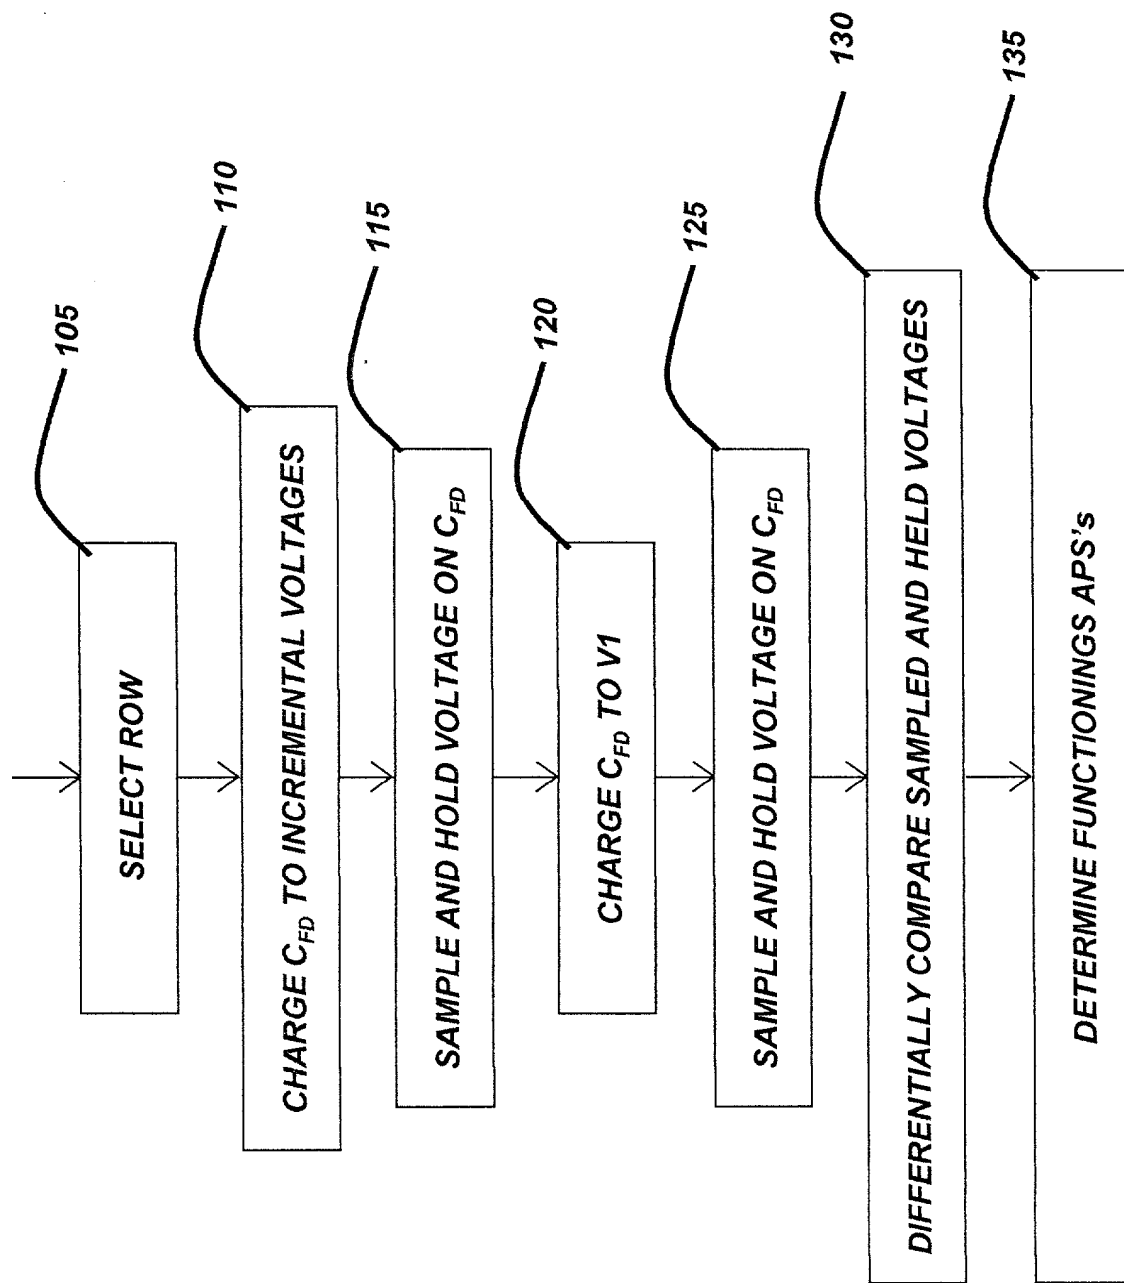 105
SELECT ROW
110
CHARGE C_FD TO INCREMENTAL VOLTAGES
115
SAMPLE AND HOLD VOLTAGE ON C_FD
120
CHARGE C_FD TO V1
125
SAMPLE AND HOLD VOLTAGE ON C_FD
130
DIFFERENTIALLY COMPARE SAMPLED AND HELD VOLTAGES
135
DETERMINE FUNCTIONINGS APS's